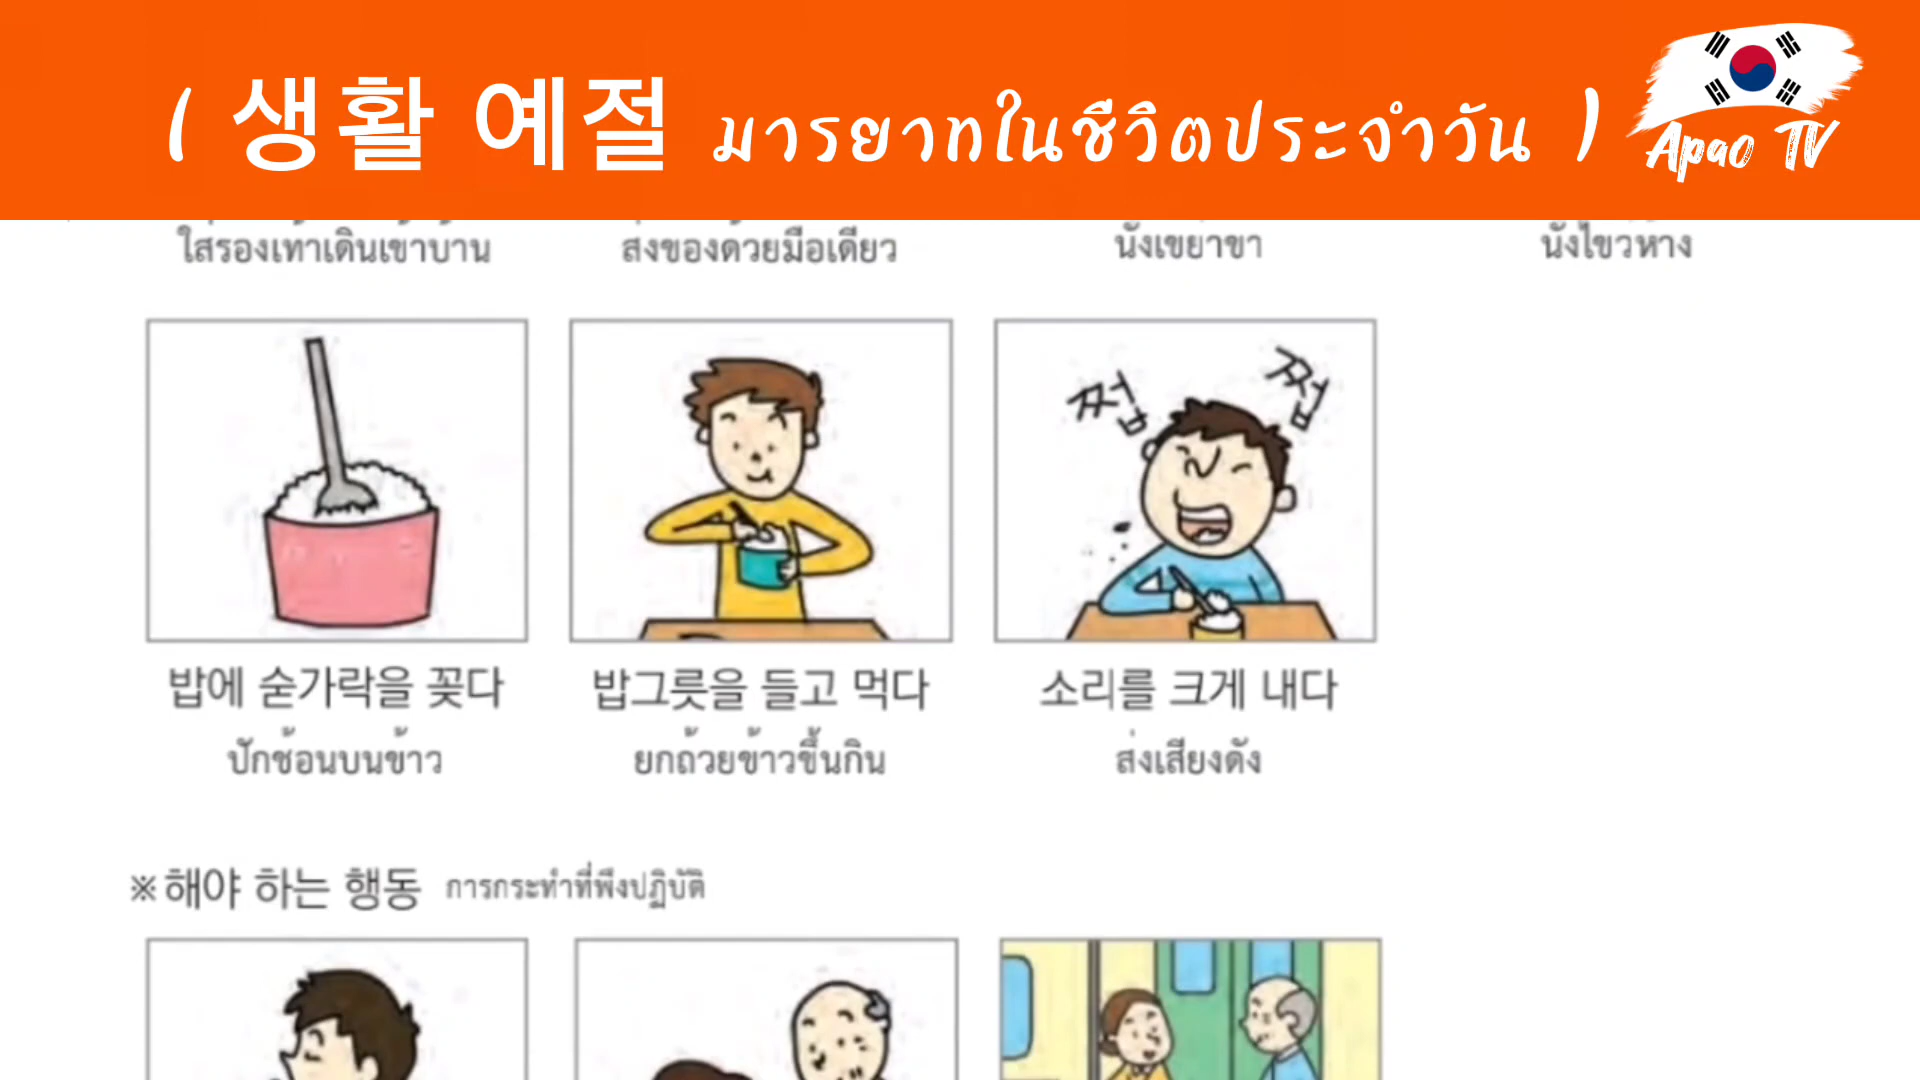 ( 생활 예절 มารยาทในชีวิตประจำวัน )
Apao TV
ใส่รองเท้าเดินเข้าบ้าน
ส่งของด้วยมือเดียว
นั่งเขย่าขา
นั่งไขว่ห้าง
쩝
쩝
밥에 숟가락을 꽂다
밥그릇을 들고 먹다
소리를 크게 내다
ปักช้อนบนข้าว
ยกถ้วยข้าวขึ้นกิน
ส่งเสียงดัง
※해야 하는 행동 การกระทำที่พึงปฏิบัติ